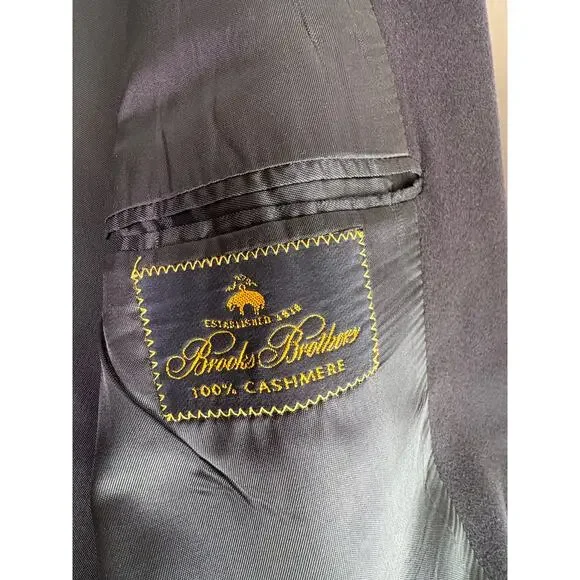 ESTABLISHED 1818
Brooks Brothers
100% CASHMERE